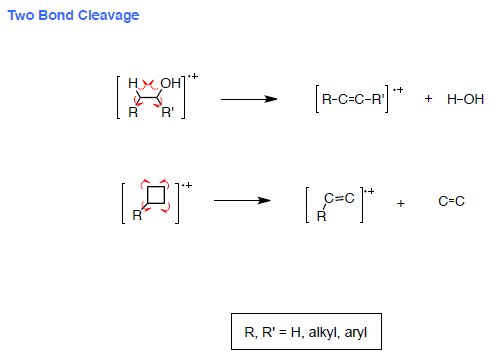 Two Bond Cleavage
H OH •+
R R'
[R-C=C-R'] •+ + H-OH
•+
R
C=C •+ + C=C
R
R, R' = H, alkyl, aryl